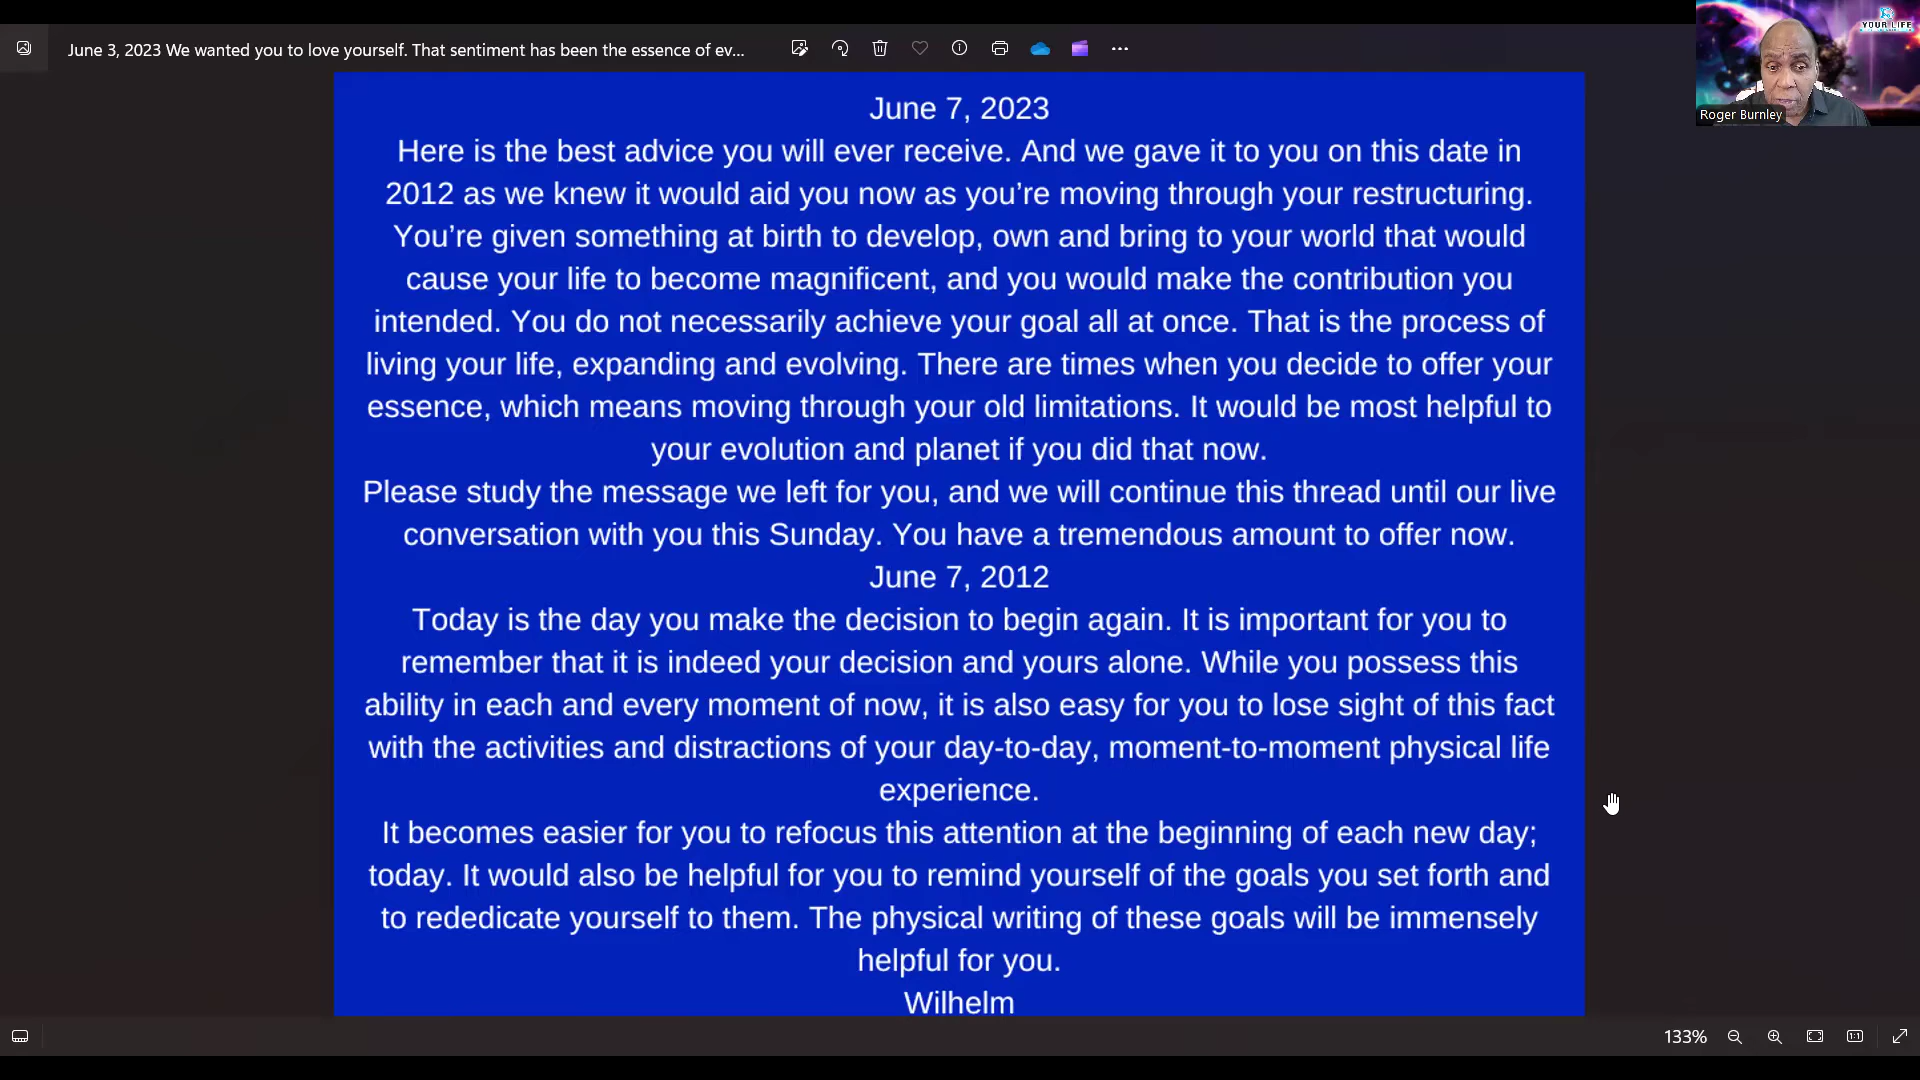 June 3, 2023 We wanted you to love yourself. That sentiment has been the essence of ev...
YOUR LIFE
Roger Burnley
June 7, 2023
Here is the best advice you will ever receive. And we gave it to you on this date in
2012 as we knew it would aid you now as you’re moving through your restructuring.
You’re given something at birth to develop, own and bring to your world that would
cause your life to become magnificent, and you would make the contribution you
intended. You do not necessarily achieve your goal all at once. That is the process of
living your life, expanding and evolving. There are times when you decide to offer your
essence, which means moving through your old limitations. It would be most helpful to
your evolution and planet if you did that now.
Please study the message we left for you, and we will continue this thread until our live
conversation with you this Sunday. You have a tremendous amount to offer now.
June 7, 2012
Today is the day you make the decision to begin again. It is important for you to
remember that it is indeed your decision and yours alone. While you possess this
ability in each and every moment of now, it is also easy for you to lose sight of this fact
with the activities and distractions of your day-to-day, moment-to-moment physical life
experience.
It becomes easier for you to refocus this attention at the beginning of each new day;
today. It would also be helpful for you to remind yourself of the goals you set forth and
to rededicate yourself to them. The physical writing of these goals will be immensely
helpful for you.
Wilhelm
133%